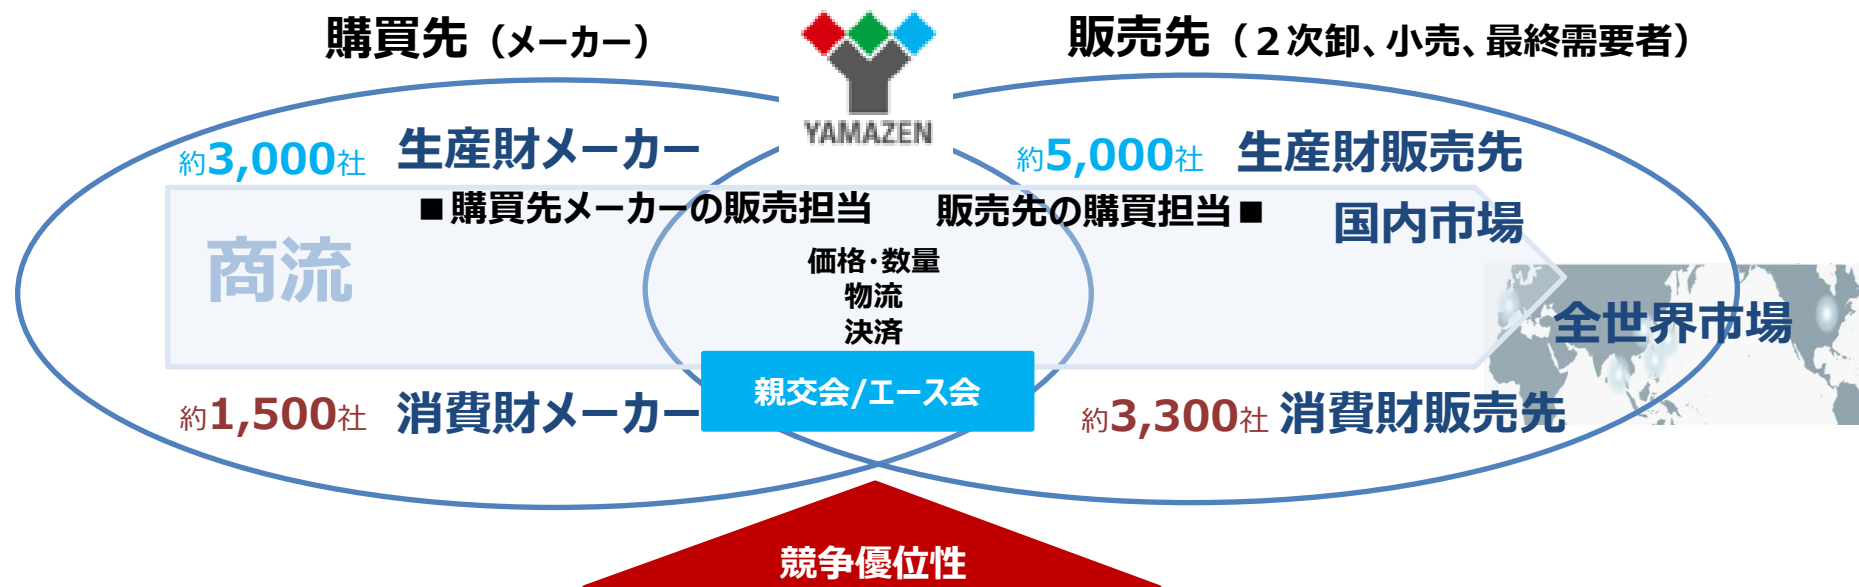 購買先（メーカー）
販売先（２次卸、小売、最終需要者）
YAMAZEN
約3,000社 生産財メーカー
約5,000社 生産財販売先
■購買先メーカーの販売担当
販売先の購買担当■
国内市場
商流
価格･数量
物流
決済
全世界市場
親交会/エース会
約1,500社 消費財メーカー
約3,300社 消費財販売先
競争優位性